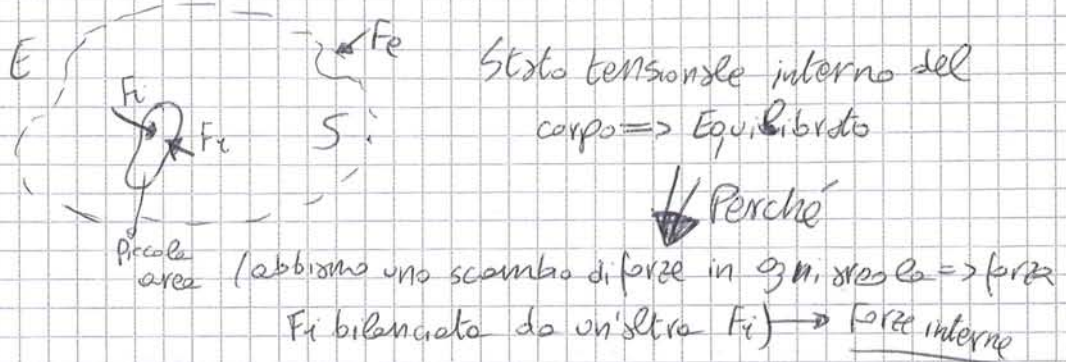 E
Fe
Stato tensionale interno del
Fi
Fi
S i
corpo => Equilibrato
Perché
Piccola
area (abbiamo uno scambio di forze in ogni areola => forza
Fi bilanciata da un'altra Fi) → Forze interne